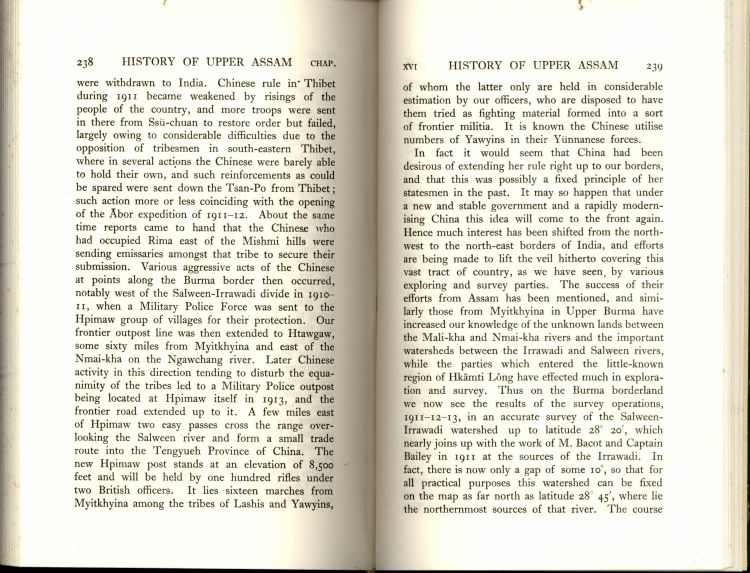 238 HISTORY OF UPPER ASSAM CHAP.
were withdrawn to India. Chinese rule in Thibet
during 1911 became weakened by risings of the
people of the country, and more troops were sent
in there from Ssü-chuan to restore order but failed,
largely owing to considerable difficulties due to the
opposition of tribesmen in south-eastern Thibet,
where in several actions the Chinese were barely able
to hold their own, and such reinforcements as could
be spared were sent down the Tsan-Po from Thibet;
such action more or less coinciding with the opening
of the Ābor expedition of 1911–12. About the same
time reports came to hand that the Chinese who
had occupied Rima east of the Mishmi hills were
sending emissaries amongst that tribe to secure their
submission. Various aggressive acts of the Chinese
at points along the Burma border then occurred,
notably west of the Salween-Irrawadi divide in 1910–
11, when a Military Police Force was sent to the
Hpimaw group of villages for their protection. Our
frontier outpost line was then extended to Htawgaw,
some sixty miles from Myitkhyina and east of the
Nmai-kha on the Ngawchang river. Later Chinese
activity in this direction tending to disturb the equa-
nimity of the tribes led to a Military Police outpost
being located at Hpimaw itself in 1913, and the
frontier road extended up to it. A few miles east
of Hpimaw two easy passes cross the range over-
looking the Salween river and form a small trade
route into the Tengyueh Province of China. The
new Hpimaw post stands at an elevation of 8,500
feet and will be held by one hundred rifles under
two British officers. It lies sixteen marches from
Myitkhyina among the tribes of Lashis and Yawyins,
XVI HISTORY OF UPPER ASSAM 239
of whom the latter only are held in considerable
estimation by our officers, who are disposed to have
them tried as fighting material formed into a sort
of frontier militia. It is known the Chinese utilise
numbers of Yawyins in their Yünnanese forces.
In fact it would seem that China had been
desirous of extending her rule right up to our borders,
and that this was possibly a fixed principle of her
statesmen in the past. It may so happen that under
a new and stable government and a rapidly modern-
ising China this idea will come to the front again.
Hence much interest has been shifted from the north-
west to the north-east borders of India, and efforts
are being made to lift the veil hitherto covering this
vast tract of country, as we have seen, by various
exploring and survey parties. The success of their
efforts from Assam has been mentioned, and simi-
larly those from Myitkhyina in Upper Burma have
increased our knowledge of the unknown lands between
the Mali-kha and Nmai-kha rivers and the important
watersheds between the Irrawadi and Salween rivers,
while the parties which entered the little-known
region of Hkāmti Lòng have effected much in explora-
tion and survey. Thus on the Burma borderland
we now see the results of the survey operations,
1911–12–13, in an accurate survey of the Salween-
Irrawadi watershed up to latitude 28° 20′, which
nearly joins up with the work of M. Bacot and Captain
Bailey in 1911 at the sources of the Irrawadi. In
fact, there is now only a gap of some 10°, so that for
all practical purposes this watershed can be fixed
on the map as far north as latitude 28° 45′, where lie
the northernmost sources of that river. The course